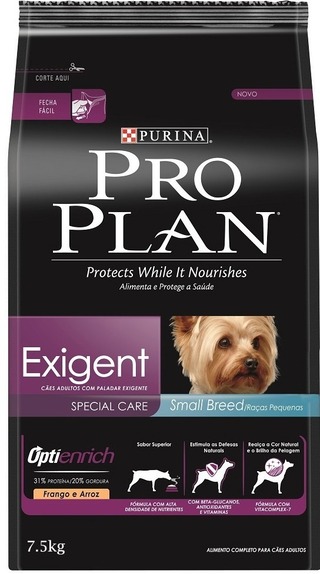 CORTE AQUI
FECHA
FÁCIL
NOVO
PURINA
PRO
PLAN
Protects While It Nourishes
Alimenta e Protege a Saúde
Exigent
CÃES ADULTOS COM PALADAR EXIGENTE
SPECIAL CARE
Small Breed/Raças Pequenas
Optienrich
31% PROTEÍNA/20% GORDURA
Frango e Arroz
Sabor Superior
FÓRMULA COM ALTA
DENSIDADE DE NUTRIENTES
Estimula as Defesas
Naturais
COM BETA-GLUCANOS,
ANTIOXIDANTES
E VITAMINAS
Realça a Cor Natural
e o Brilho da Pelagem
FÓRMULA COM
VITACOMPLEX-7
7.5kg
ALIMENTO COMPLETO PARA CÃES ADULTOS